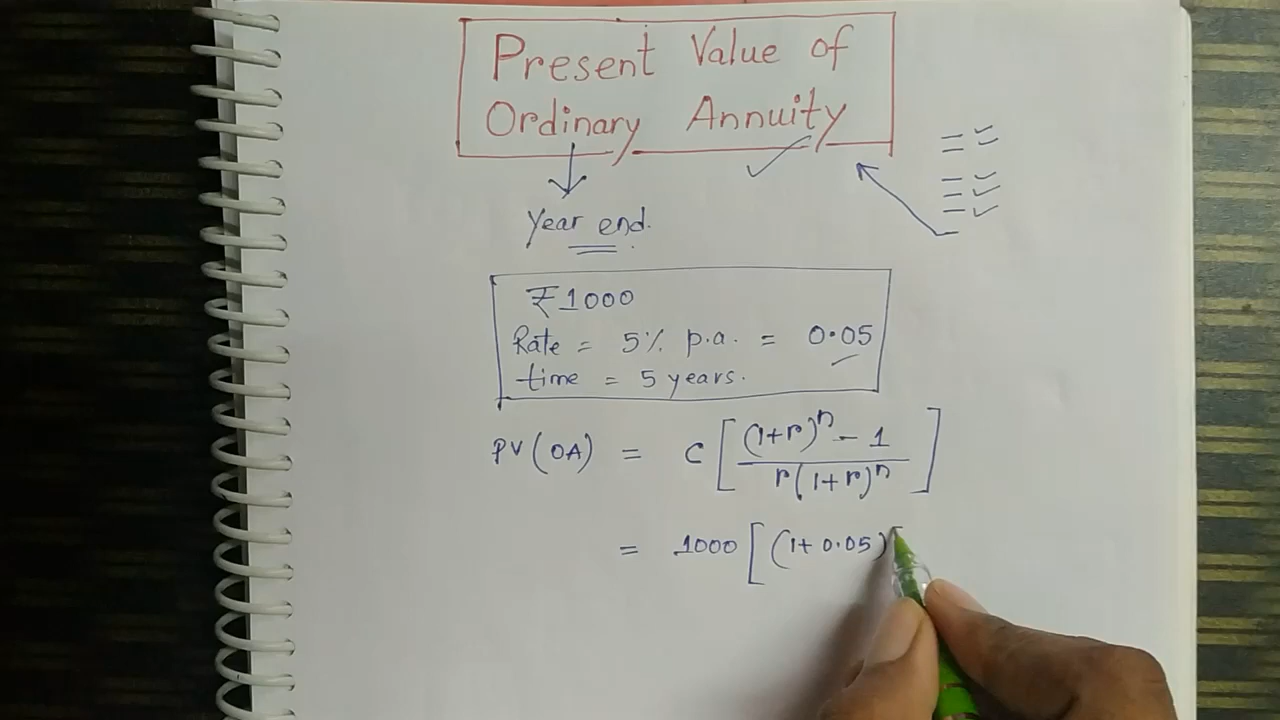 Present Value of
Ordinary Annuity
Year end.
₹1000
Rate = 5% p.a. = 0.05
time = 5 years.
PV(OA) = C [ (1+r)^n - 1 / r(1+r)^n ]
= 1000 [ (1+0.05)